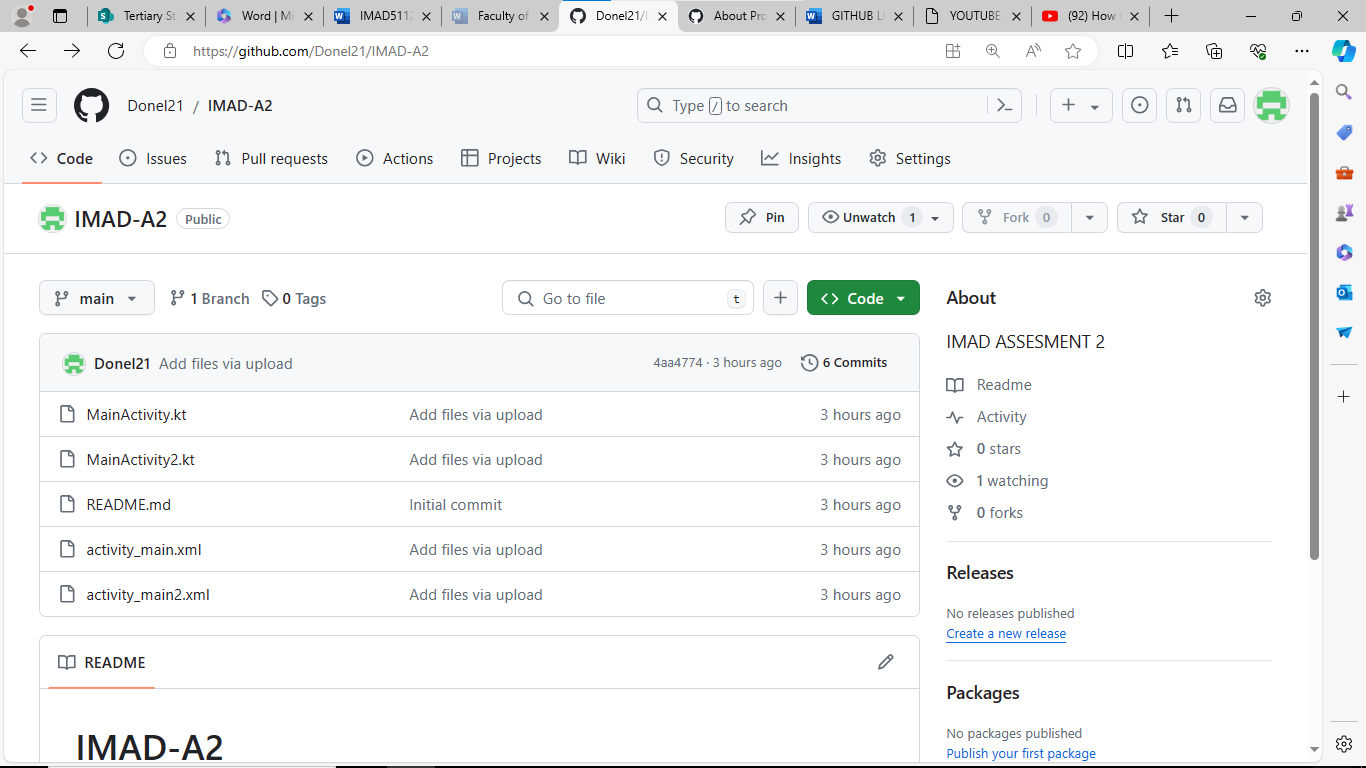 Tertiary St
Word | Mi
IMAD5112
Faculty of
Donel21/I
About Pro
GITHUB LI
YOUTUBE
(92) How
https://github.com/Donel21/IMAD-A2
Donel21 / IMAD-A2
Type / to search
Code Issues Pull requests Actions Projects Wiki Security Insights Settings
IMAD-A2 Public
Pin Unwatch 1 Fork 0 Star 0
main 1 Branch 0 Tags Go to file t Code
Donel21 Add files via upload 4aa4774 · 3 hours ago 6 Commits
MainActivity.kt Add files via upload 3 hours ago
MainActivity2.kt Add files via upload 3 hours ago
README.md Initial commit 3 hours ago
activity_main.xml Add files via upload 3 hours ago
activity_main2.xml Add files via upload 3 hours ago
README
IMAD-A2
About
IMAD ASSESMENT 2
Readme
Activity
0 stars
1 watching
0 forks
Releases
No releases published
Create a new release
Packages
No packages published
Publish your first package